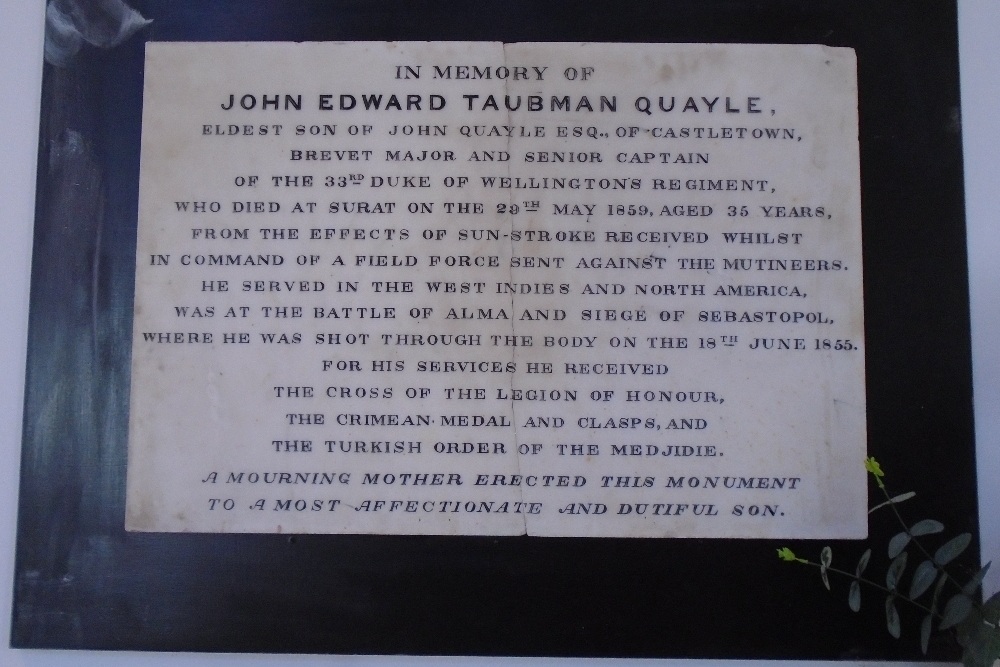 IN MEMORY OF
JOHN EDWARD TAUBMAN QUAYLE,
ELDEST SON OF JOHN QUAYLE ESQ., OF CASTLETOWN,
BREVET MAJOR AND SENIOR CAPTAIN
OF THE 33RD DUKE OF WELLINGTON'S REGIMENT,
WHO DIED AT SURAT ON THE 29TH MAY 1859, AGED 35 YEARS,
FROM THE EFFECTS OF SUN-STROKE RECEIVED WHILST
IN COMMAND OF A FIELD FORCE SENT AGAINST THE MUTINEERS.
HE SERVED IN THE WEST INDIES AND NORTH AMERICA,
WAS AT THE BATTLE OF ALMA AND SIEGE OF SEBASTOPOL,
WHERE HE WAS SHOT THROUGH THE BODY ON THE 18TH JUNE 1855.
FOR HIS SERVICES HE RECEIVED
THE CROSS OF THE LEGION OF HONOUR,
THE CRIMEAN MEDAL AND CLASPS, AND
THE TURKISH ORDER OF THE MEDJIDIE.
A MOURNING MOTHER ERECTED THIS MONUMENT
TO A MOST AFFECTIONATE AND DUTIFUL SON.